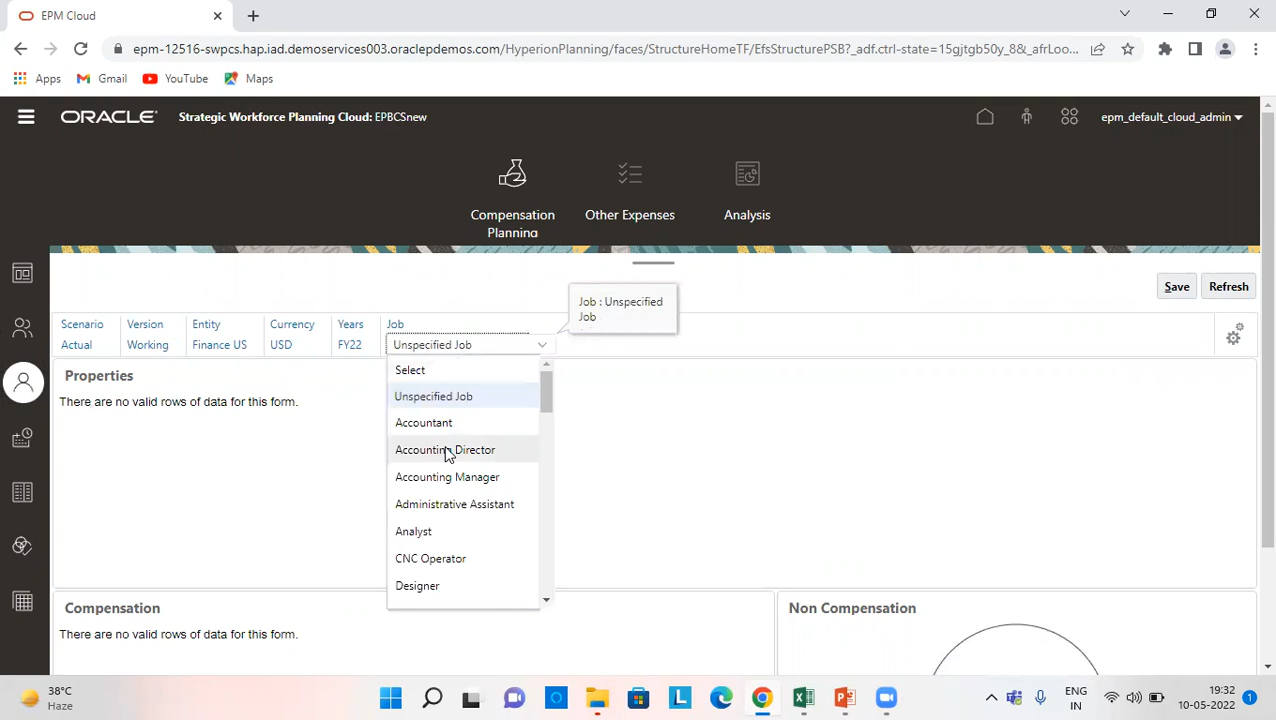 EPM Cloud
epm-12516-swpcs.hap.iad.demoservices003.oraclepdemos.com/HyperionPlanning/faces/StructureHomeTF/EfsStructurePSB?_adf.ctrl-state=15gjtgb50y_8&_afrLoo...
Apps Gmail YouTube Maps
ORACLE Strategic Workforce Planning Cloud: EPBCSnew epm_default_cloud_admin
Compensation Planning
Other Expenses
Analysis
Save Refresh
Job : Unspecified
Job
Scenario Version Entity Currency Years Job
Actual Working Finance US USD FY22 Unspecified Job
Select
Unspecified Job
Accountant
Accounting Director
Accounting Manager
Administrative Assistant
Analyst
CNC Operator
Designer
Properties
There are no valid rows of data for this form.
Compensation
There are no valid rows of data for this form.
Non Compensation
38°C
Haze
ENG
IN
19:32
10-05-2022
1